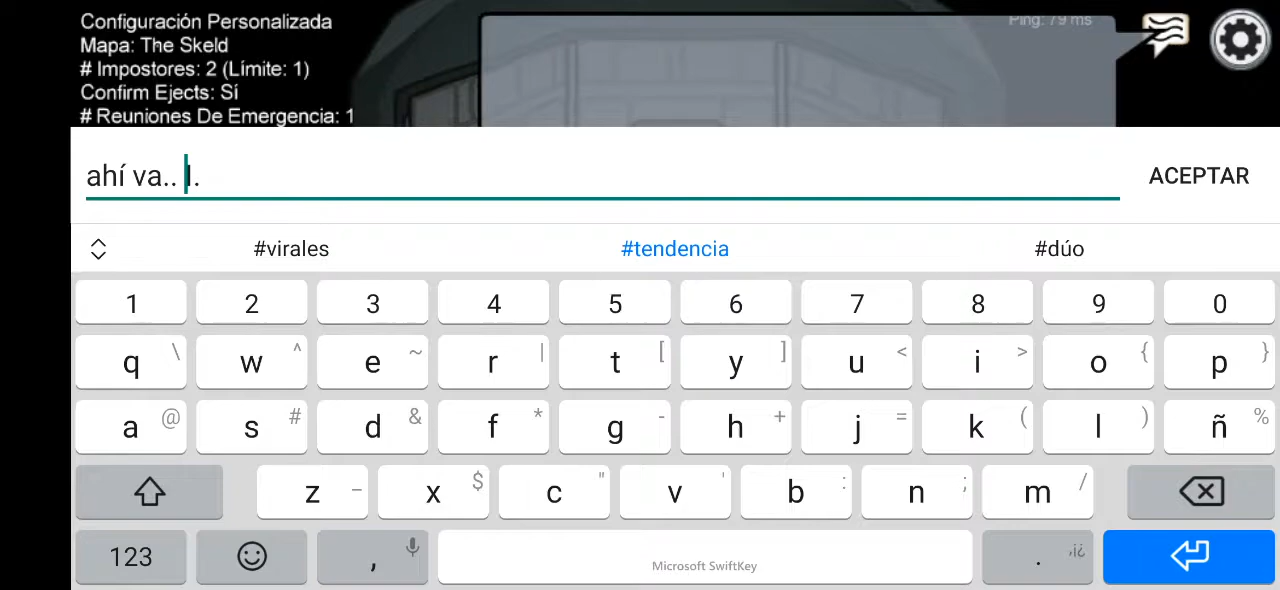 Configuración Personalizada
Mapa: The Skeld
# Impostores: 2 (Límite: 1)
Confirm Ejects: Sí
# Reuniones De Emergencia: 1
Ping: 79 ms
ahí va.. l.
ACEPTAR
#virales #tendencia #dúo
1 2 3 4 5 6 7 8 9 0
q \ w ^ e ~ r | t [ y ] u < i > o { p }
a @ s # d & f * g - h + j = k ( l ) ñ %
z _ x $ c " v ' b : n ; m /
123 , Microsoft SwiftKey . ,¡¿